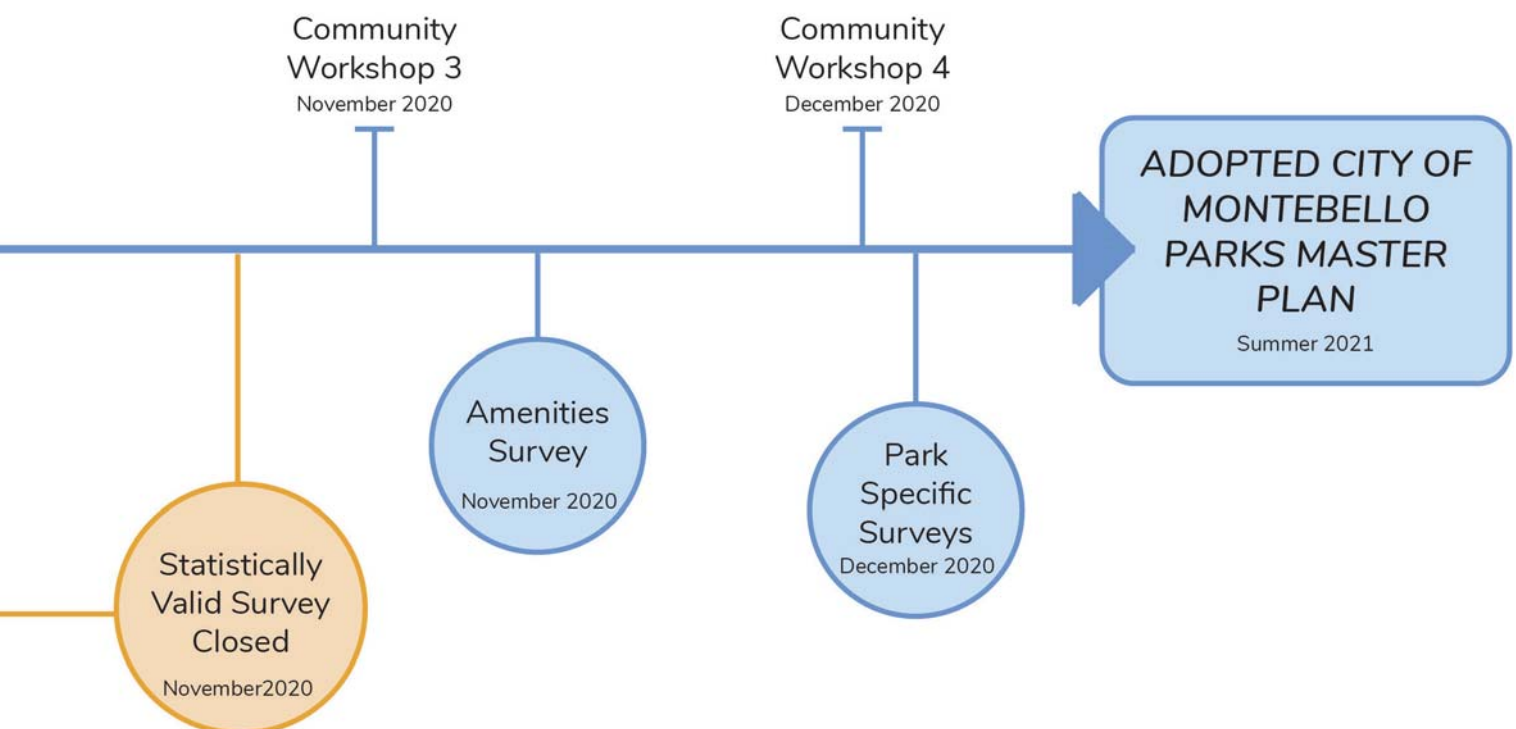 Community
Workshop 3
November 2020
Community
Workshop 4
December 2020
ADOPTED CITY OF
MONTEBELLO
PARKS MASTER
PLAN
Summer 2021
Amenities
Survey
November 2020
Park
Specific
Surveys
December 2020
Statistically
Valid Survey
Closed
November2020